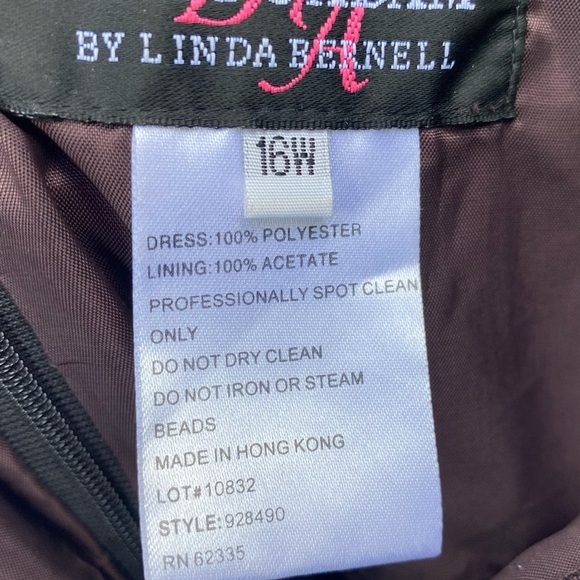 BY LINDA BERNELL
16W
DRESS:100% POLYESTER
LINING:100% ACETATE
PROFESSIONALLY SPOT CLEAN
ONLY
DO NOT DRY CLEAN
DO NOT IRON OR STEAM
BEADS
MADE IN HONG KONG
LOT#10832
STYLE:928490
RN 62335